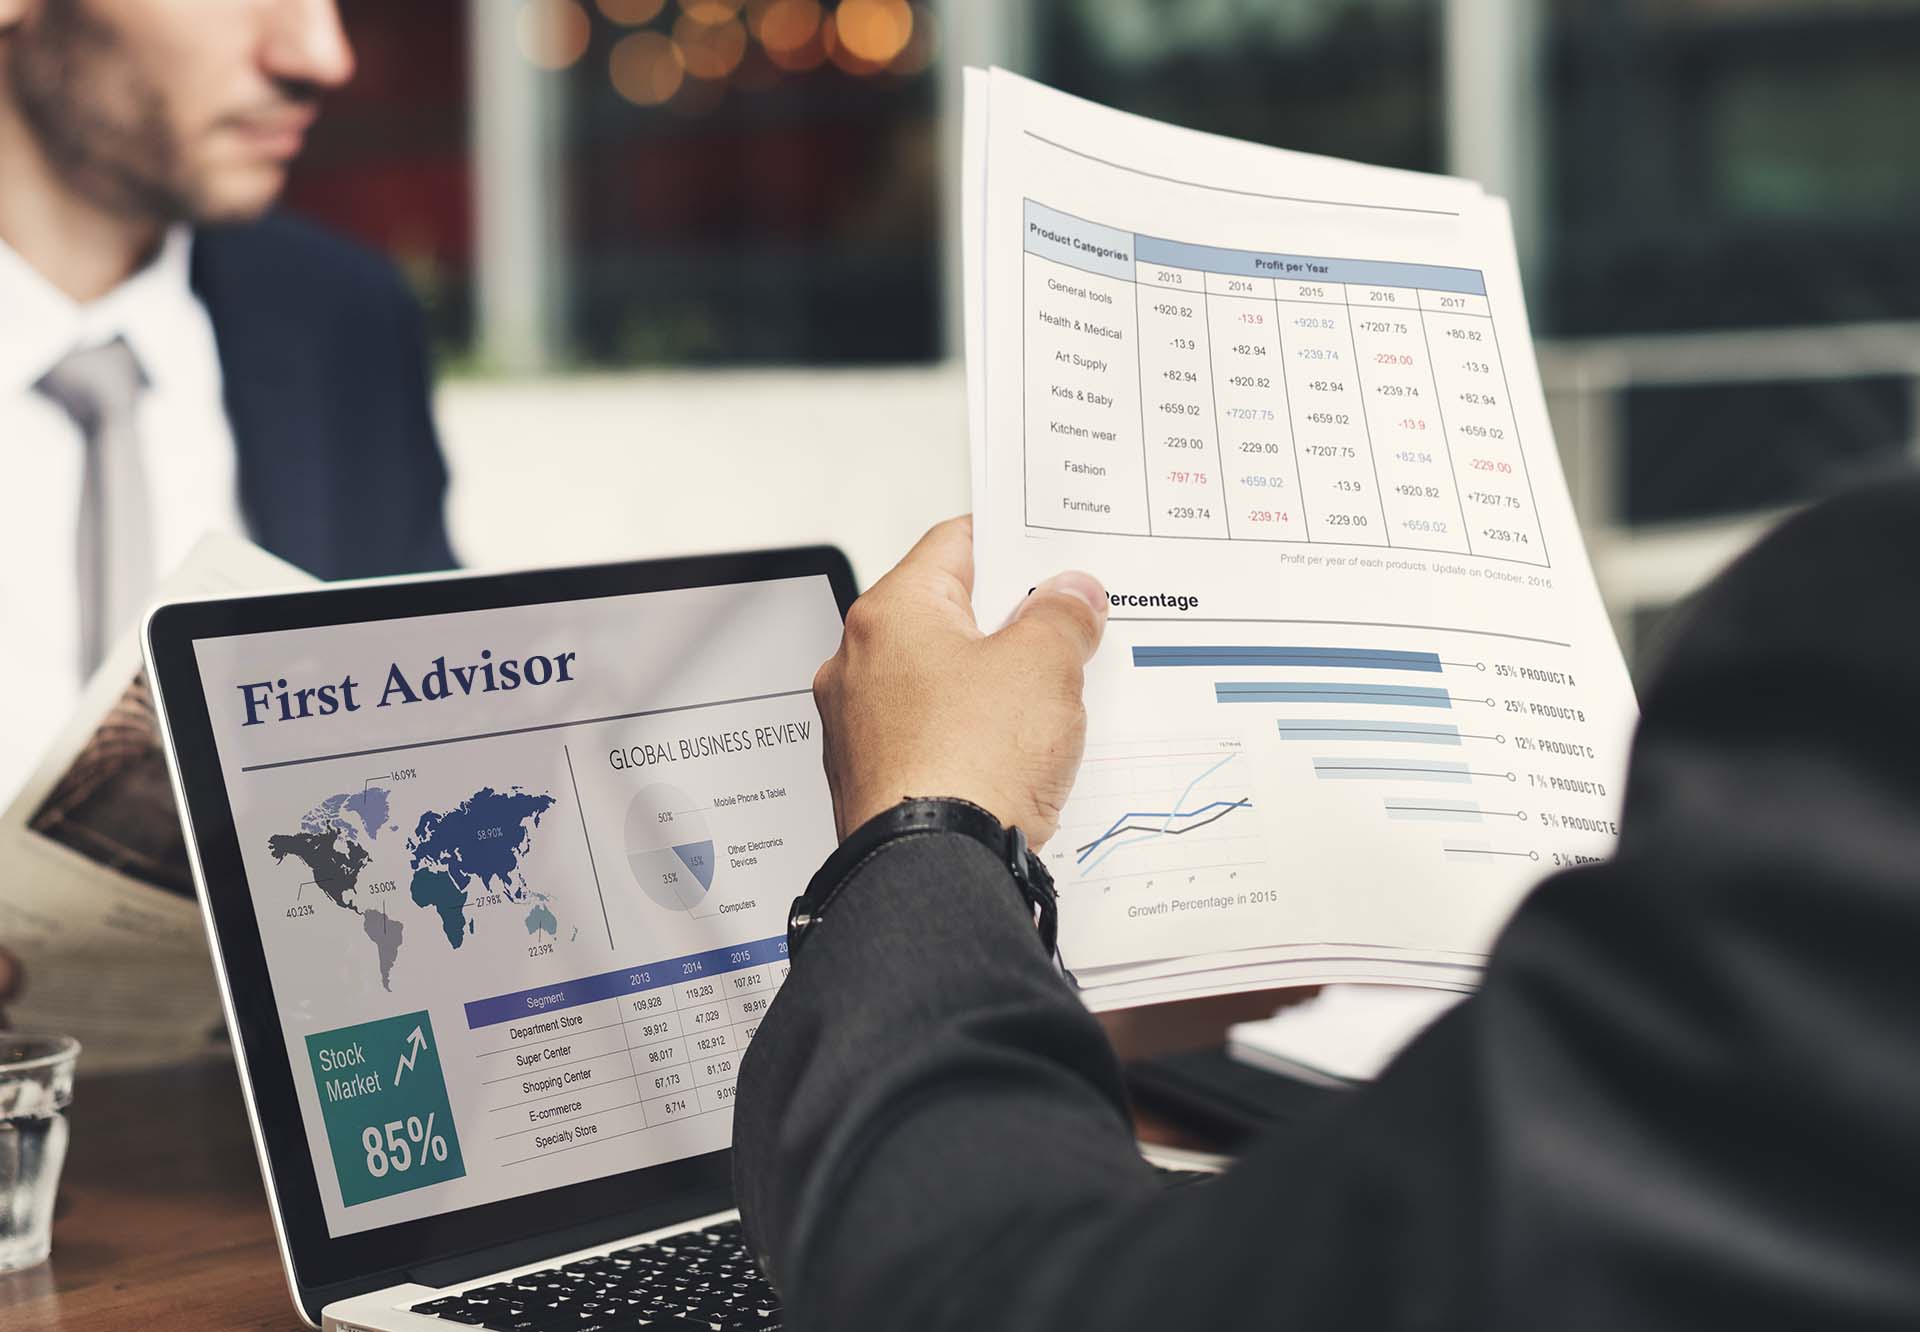 First Advisor
GLOBAL BUSINESS REVIEW
16.09%
58.90%
40.23%
35.00%
27.98%
22.39%
50%
Mobile Phone & Tablet
15%
Other Electronics
Devices
35%
Computers
Stock
Market
85%
Segment 2013 2014 2015
Department Store 109,928 119,283 107,812
Super Center 39,912 47,029 89,918
Shopping Center 98,017 182,912
E-commerce 67,173 81,120
Specialty Store 8,714
Product Categories Profit per Year
2013 2014 2015 2016 2017
General tools +920.82 -13.9 +920.82 +7207.75 +80.82
Health & Medical -13.9 +82.94 +239.74 -229.00 -13.9
Art Supply +82.94 +920.82 +82.94 +239.74 +82.94
Kids & Baby +659.02 +7207.75 +659.02 -13.9 +659.02
Kitchen wear -229.00 -229.00 +7207.75 +82.94 -229.00
Fashion -797.75 +659.02 -13.9 +920.82 +7207.75
Furniture +239.74 -239.74 -229.00 +659.02 +239.74
Profit per year of each products. Update on October, 2016.
ercentage
35% PRODUCT A
25% PRODUCT B
12% PRODUCT C
7% PRODUCT D
5% PRODUCT E
3%
Growth Percentage in 2015